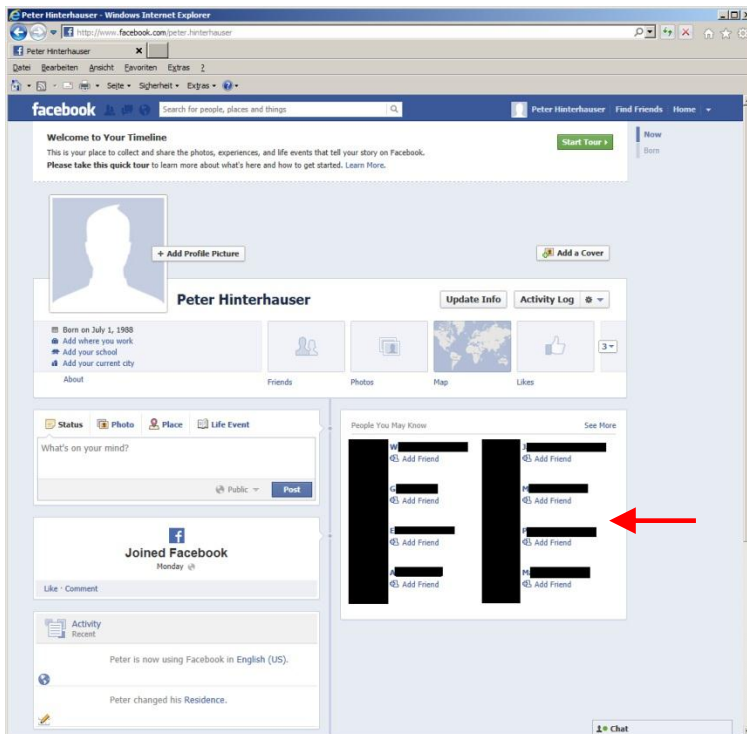 Peter Hinterhauser - Windows Internet Explorer
http://www.facebook.com/peter.hinterhauser
Peter Hinterhauser
Datei Bearbeiten Ansicht Favoriten Extras ?
Seite Sicherheit Extras
facebook Search for people, places and things Peter Hinterhauser Find Friends Home
Welcome to Your Timeline
This is your place to collect and share the photos, experiences, and life events that tell your story on Facebook.
Please take this quick tour to learn more about what's here and how to get started. Learn More.
Start Tour
Now
Born
+ Add Profile Picture
Add a Cover
Peter Hinterhauser
Update Info Activity Log
Born on July 1, 1988
Add where you work
Add your school
Add your current city
About
Friends Photos Map Likes
3
Status Photo Place Life Event
What's on your mind?
Public Post
f
Joined Facebook
Monday
Like · Comment
Activity
Recent
Peter is now using Facebook in English (US).
Peter changed his Residence.
People You May Know See More
W
Add Friend
J
Add Friend
G
Add Friend
M
Add Friend
E
Add Friend
P
Add Friend
A
Add Friend
M
Add Friend
Chat